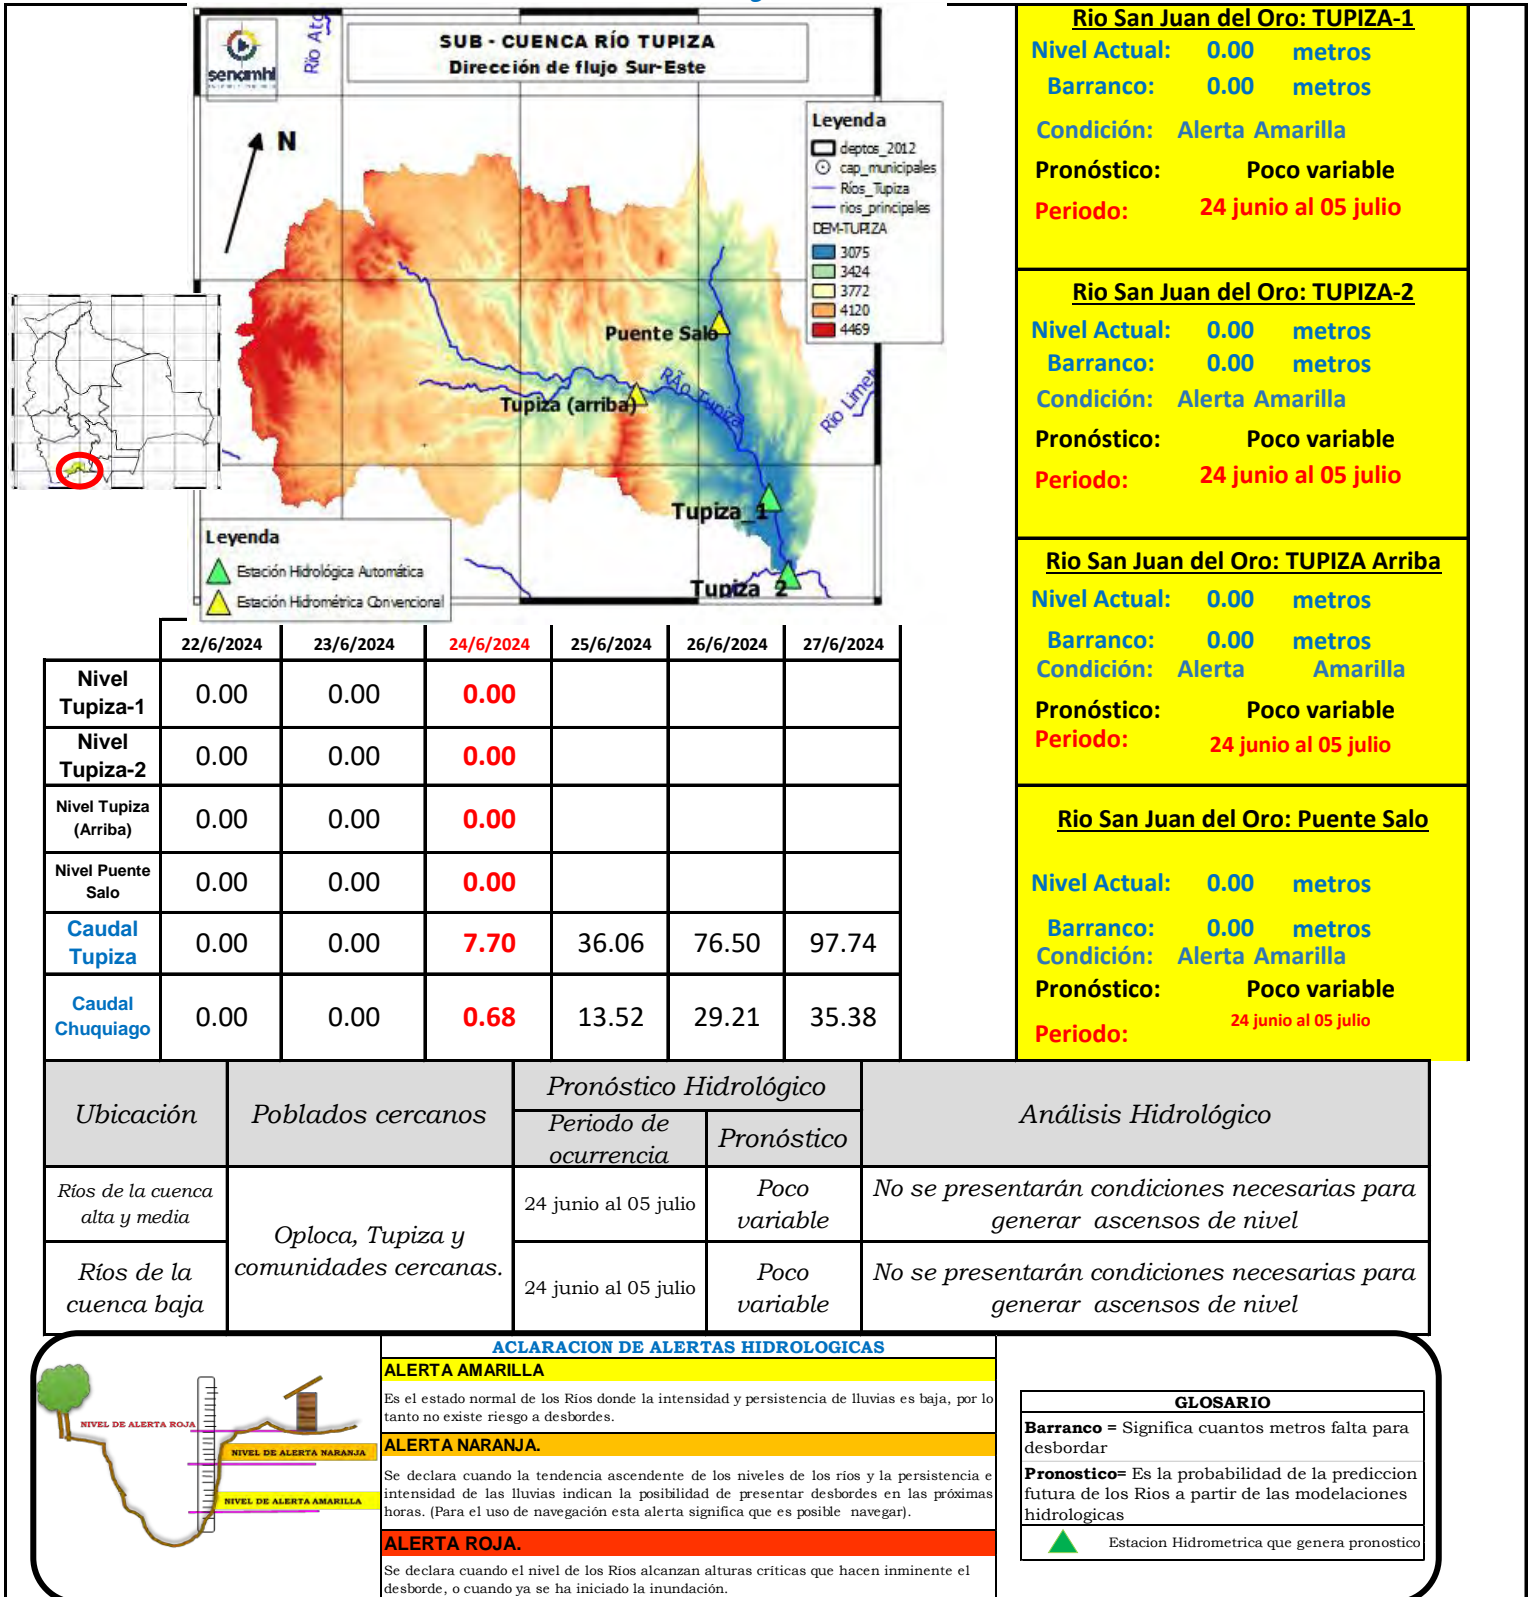 senamhi
SUB - CUENCA RÍO TUPIZA
Dirección de flujo Sur-Este
N
Leyenda
deptos_2012
cap_municipales
Ríos_Tupiza
rios_principales
DEM-TUPIZA
3075
3424
3772
4120
4469
Puente Salo
Tupiza (arriba)
RÃo Tupiza
Tupiza_1
Tupiza_2
Leyenda
Estación Hidrológica Automática
Estación Hidrométrica Convencional
Rio San Juan del Oro: TUPIZA-1
Nivel Actual: 0.00 metros
Barranco: 0.00 metros
Condición: Alerta Amarilla
Pronóstico: Poco variable
Periodo: 24 junio al 05 julio
Rio San Juan del Oro: TUPIZA-2
Nivel Actual: 0.00 metros
Barranco: 0.00 metros
Condición: Alerta Amarilla
Pronóstico: Poco variable
Periodo: 24 junio al 05 julio
Rio San Juan del Oro: TUPIZA Arriba
Nivel Actual: 0.00 metros
Barranco: 0.00 metros
Condición: Alerta Amarilla
Pronóstico: Poco variable
Periodo: 24 junio al 05 julio
Rio San Juan del Oro: Puente Salo
Nivel Actual: 0.00 metros
Barranco: 0.00 metros
Condición: Alerta Amarilla
Pronóstico: Poco variable
Periodo: 24 junio al 05 julio
22/6/2024 23/6/2024 24/6/2024 25/6/2024 26/6/2024 27/6/2024
Nivel Tupiza-1 0.00 0.00 0.00
Nivel Tupiza-2 0.00 0.00 0.00
Nivel Tupiza (Arriba) 0.00 0.00 0.00
Nivel Puente Salo 0.00 0.00 0.00
Caudal Tupiza 0.00 0.00 7.70 36.06 76.50 97.74
Caudal Chuquiago 0.00 0.00 0.68 13.52 29.21 35.38
Ubicación
Poblados cercanos
Pronóstico Hidrológico
Periodo de
ocurrencia
Pronóstico
Análisis Hidrológico
Ríos de la cuenca
alta y media
Oploca, Tupiza y
comunidades cercanas.
24 junio al 05 julio
Poco
variable
No se presentarán condiciones necesarias para
generar ascensos de nivel
Ríos de la
cuenca baja
24 junio al 05 julio
Poco
variable
No se presentarán condiciones necesarias para
generar ascensos de nivel
NIVEL DE ALERTA ROJA
NIVEL DE ALERTA NARANJA
NIVEL DE ALERTA AMARILLA
ACLARACION DE ALERTAS HIDROLOGICAS
ALERTA AMARILLA
Es el estado normal de los Ríos donde la intensidad y persistencia de lluvias es baja, por lo
tanto no existe riesgo a desbordes.
ALERTA NARANJA.
Se declara cuando la tendencia ascendente de los niveles de los ríos y la persistencia e
intensidad de las lluvias indican la posibilidad de presentar desbordes en las próximas
horas. (Para el uso de navegación esta alerta significa que es posible navegar).
ALERTA ROJA.
Se declara cuando el nivel de los Ríos alcanzan alturas críticas que hacen inminente el
desborde, o cuando ya se ha iniciado la inundación.
GLOSARIO
Barranco = Significa cuantos metros falta para
desbordar
Pronostico= Es la probabilidad de la prediccion
futura de los Rios a partir de las modelaciones
hidrologicas
Estacion Hidrometrica que genera pronostico